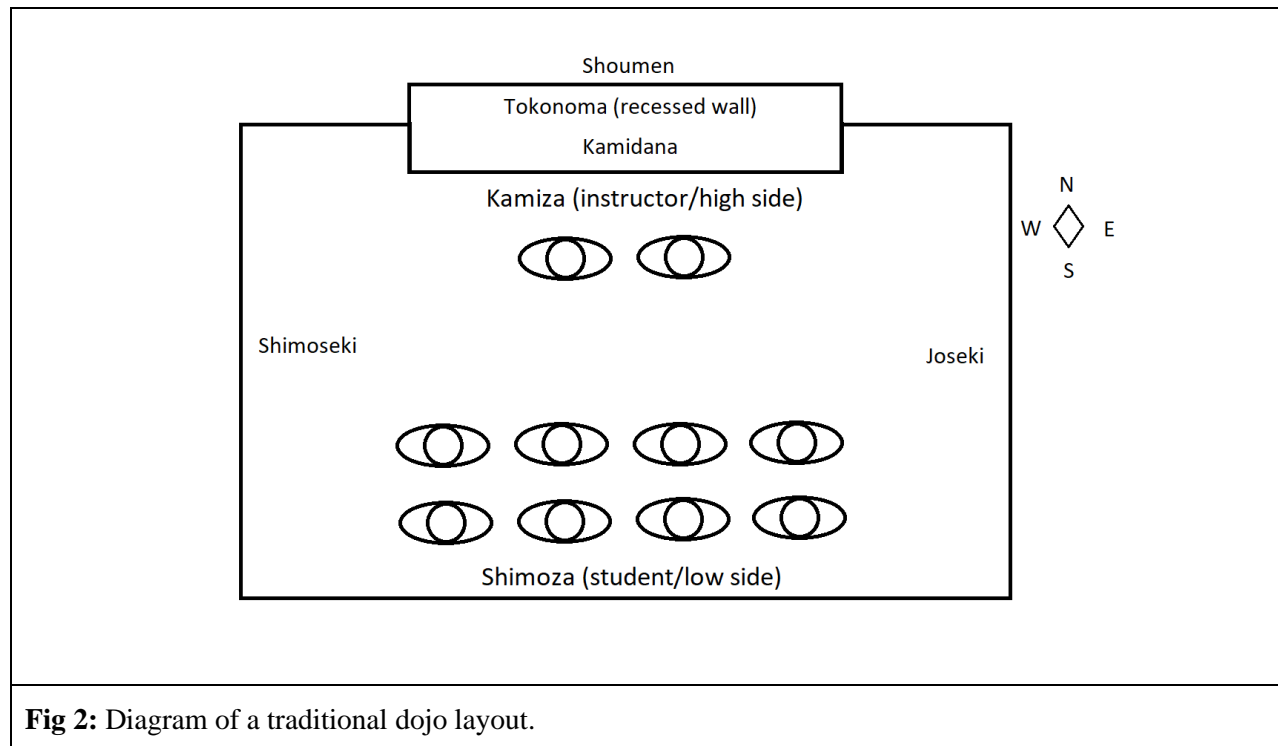 Shoumen
Tokonoma (recessed wall)
Kamidana
Kamiza (instructor/high side)
N
W E
S
Shimoseki
Joseki
Shimoza (student/low side)
Fig 2: Diagram of a traditional dojo layout.